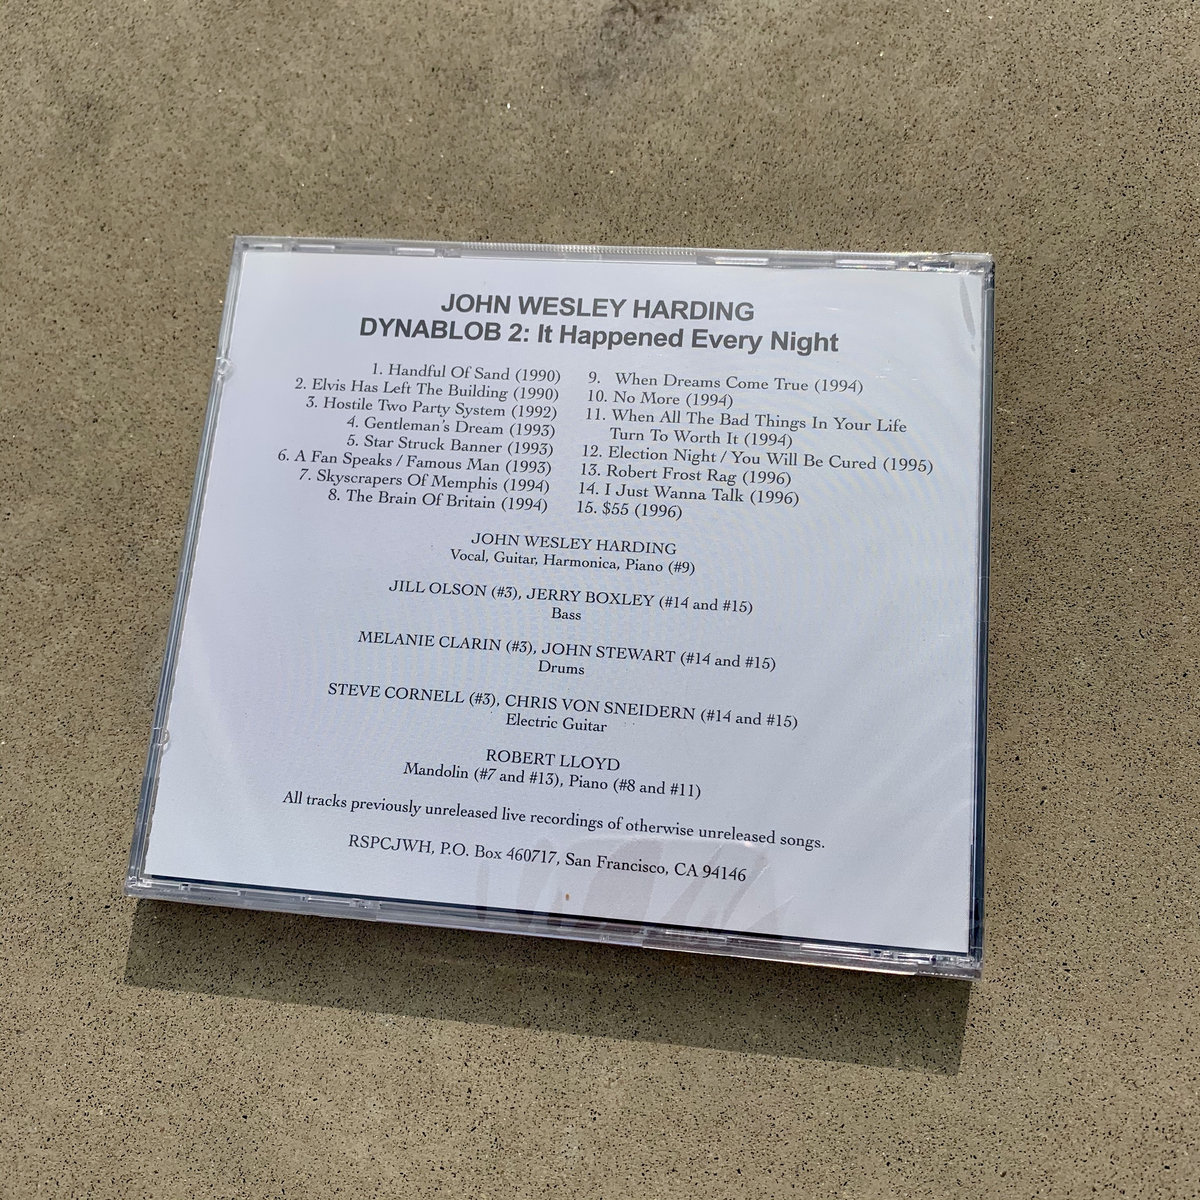 JOHN WESLEY HARDING
DYNABLOB 2: It Happened Every Night
1. Handful Of Sand (1990)
2. Elvis Has Left The Building (1990)
3. Hostile Two Party System (1992)
4. Gentleman's Dream (1993)
5. Star Struck Banner (1993)
6. A Fan Speaks / Famous Man (1993)
7. Skyscrapers Of Memphis (1994)
8. The Brain Of Britain (1994)
9. When Dreams Come True (1994)
10. No More (1994)
11. When All The Bad Things In Your Life
Turn To Worth It (1994)
12. Election Night / You Will Be Cured (1995)
13. Robert Frost Rag (1996)
14. I Just Wanna Talk (1996)
15. $55 (1996)
JOHN WESLEY HARDING
Vocal, Guitar, Harmonica, Piano (#9)
JILL OLSON (#3), JERRY BOXLEY (#14 and #15)
Bass
MELANIE CLARIN (#3), JOHN STEWART (#14 and #15)
Drums
STEVE CORNELL (#3), CHRIS VON SNEIDERN (#14 and #15)
Electric Guitar
ROBERT LLOYD
Mandolin (#7 and #13), Piano (#8 and #11)
All tracks previously unreleased live recordings of otherwise unreleased songs.
RSPCJWH, P.O. Box 460717, San Francisco, CA 94146